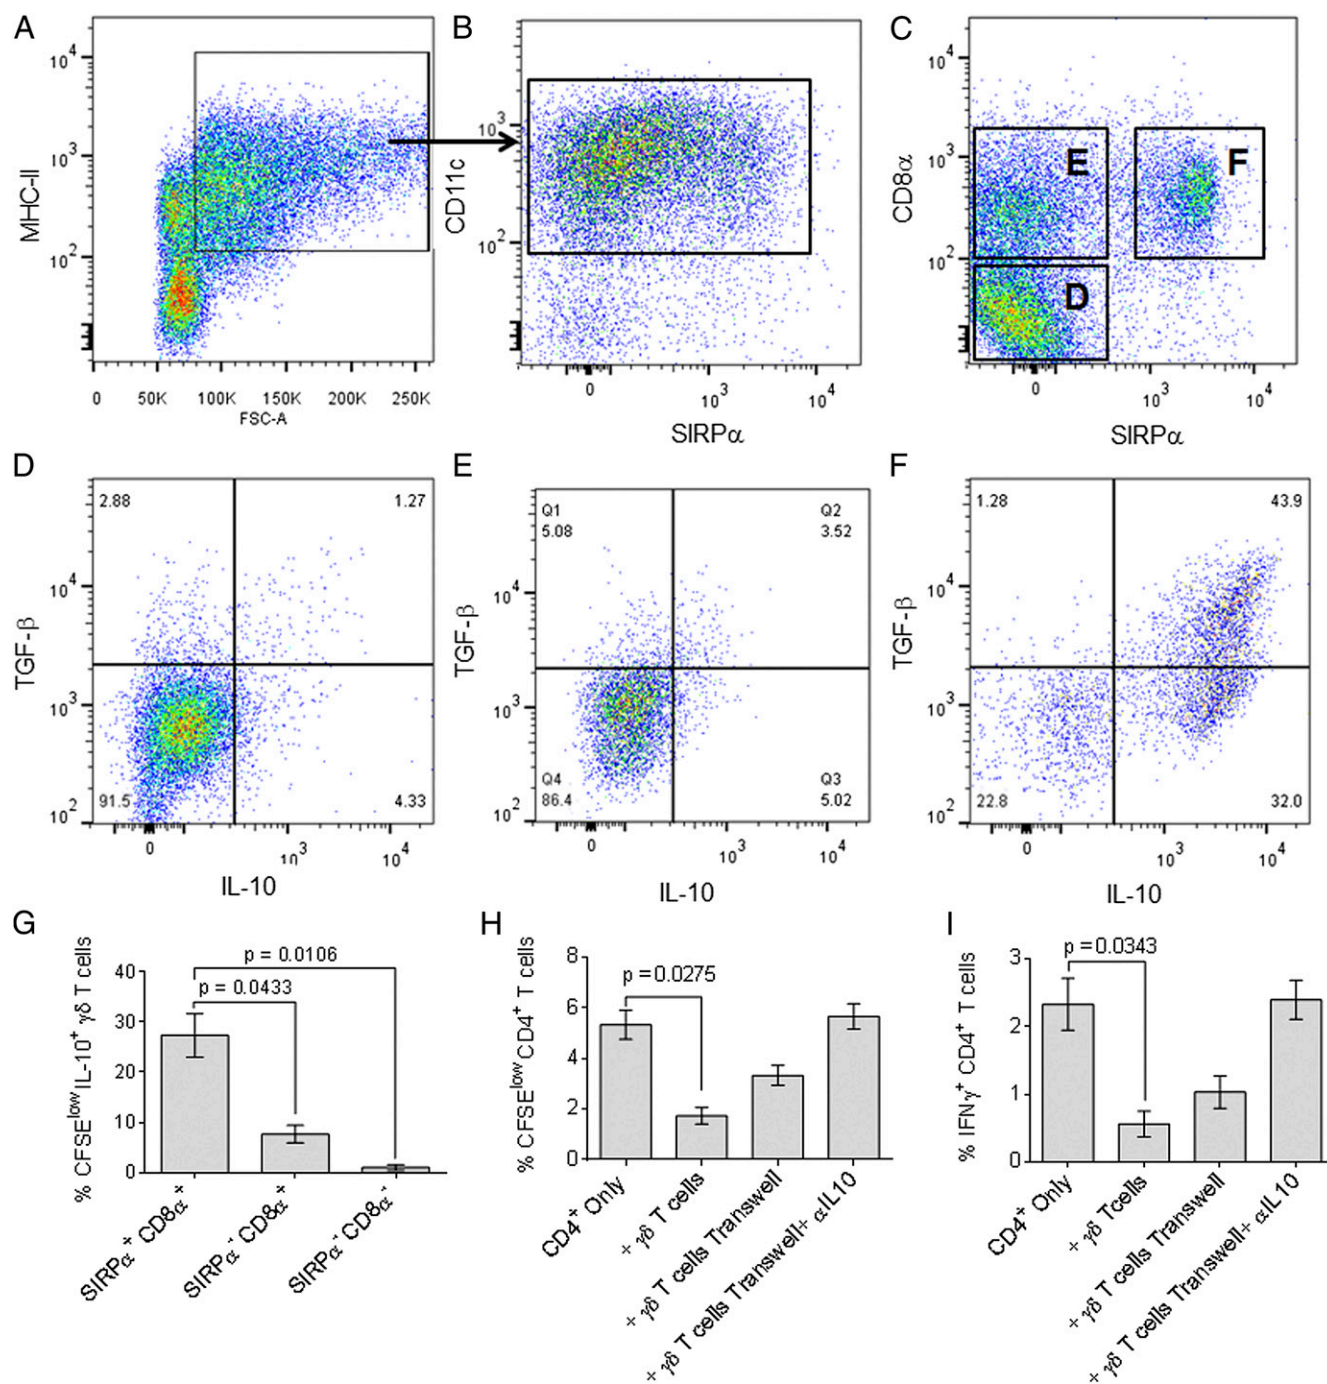 A
MHC-II
10^4
10^3
10^2
0 50K 100K 150K 200K 250K
FSC-A
B
CD11c
10^3
10^2
0 10^3 10^4
SIRPα
C
CD8α
10^4
10^3
10^2
E
F
D
0 10^3 10^4
SIRPα
D
TGF-β
2.88 1.27
10^4
10^3
91.5 4.33
10^2
0 10^3 10^4
IL-10
E
TGF-β
Q1 Q2
5.08 3.52
10^4
10^3
Q4 Q3
86.4 5.02
10^2
0 10^3 10^4
IL-10
F
TGF-β
1.28 43.9
10^4
10^3
22.8 32.0
10^2
0 10^3 10^4
IL-10
G
% CFSE^low IL-10^+ γδ T cells
p = 0.0106
p = 0.0433
40
30
20
10
0
SIRPα^+ CD8α^+
SIRPα^- CD8α^+
SIRPα^- CD8α^-
H
% CFSE^low CD4^+ T cells
p = 0.0275
8
6
4
2
0
CD4^+ Only
+ γδ T cells
+ γδ T cells Transwell
+ γδ T cells Transwell+ αIL10
I
% IFNγ^+ CD4^+ T cells
p = 0.0343
3
2
1
0
CD4^+ Only
+ γδ Tcells
+ γδ T cells Transwell
+ γδ T cells Transwell+ αIL10